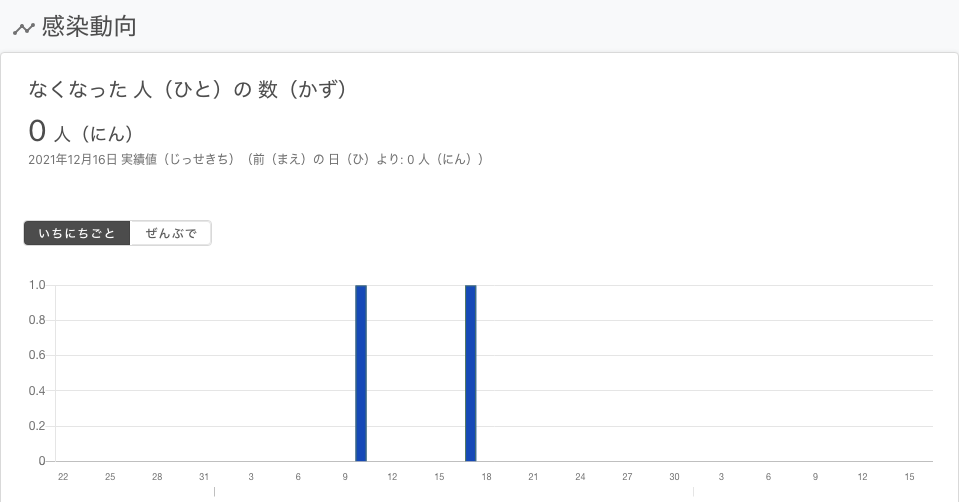 感染動向
なくなった 人（ひと）の 数（かず）
0 人（にん）
2021年12月16日 実績値（じっせきち）（前（まえ）の 日（ひ）より: 0 人（にん））
いちにちごと ぜんぶで
1.0
0.8
0.6
0.4
0.2
0
22 25 28 31 3 6 9 12 15 18 21 24 27 30 3 6 9 12 15